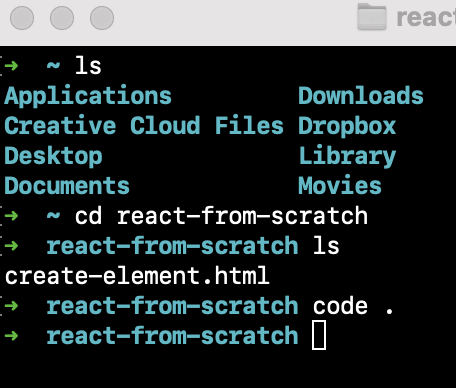 react
➜  ~ ls
Applications          Downloads
Creative Cloud Files Dropbox
Desktop               Library
Documents             Movies
➜  ~ cd react-from-scratch
➜  react-from-scratch ls
create-element.html
➜  react-from-scratch code .
➜  react-from-scratch